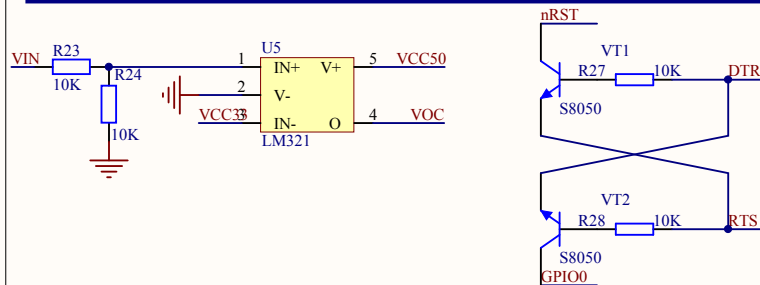 nRST
VIN R23 10K R24 10K
U5
1 IN+ V+ 5 VCC50
2 V-
VCC33 3 IN- O 4 VOC
LM321
VT1
R27 10K DTR
S8050
VT2
R28 10K RTS
S8050
GPIO0